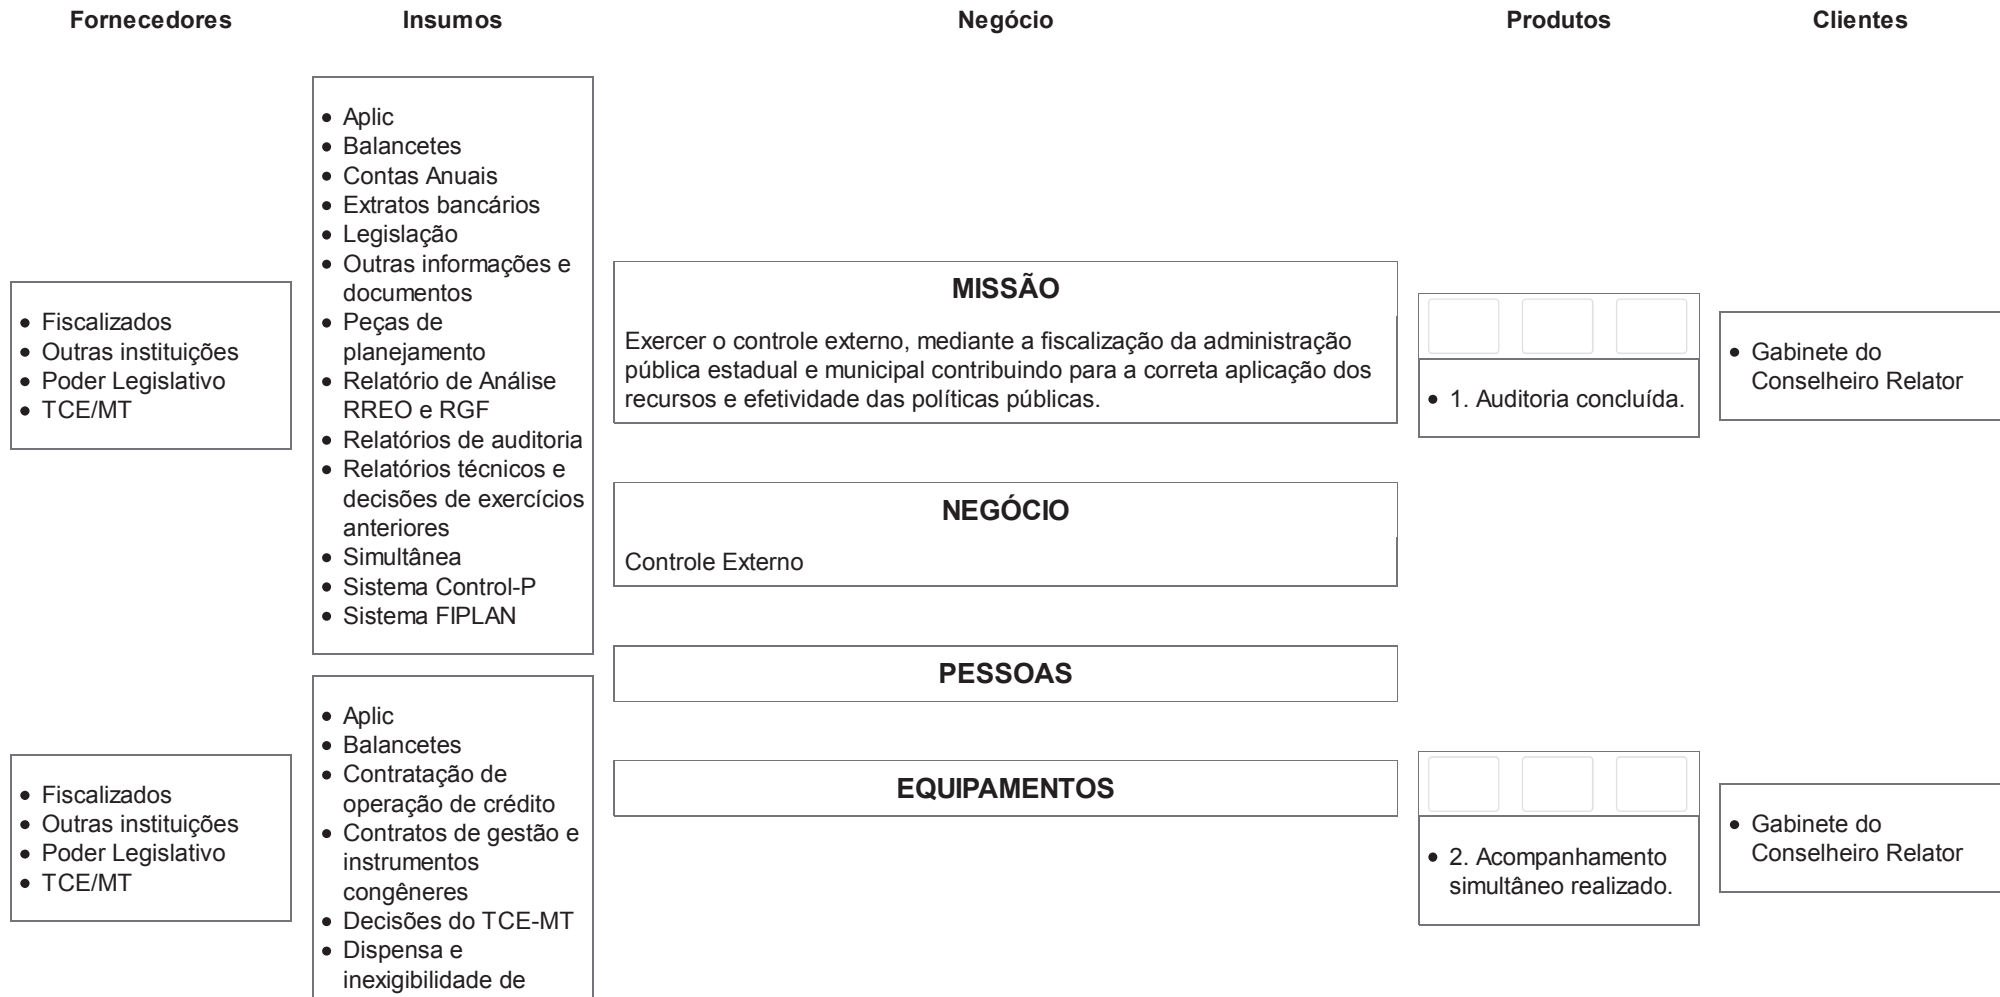 Fornecedores
Insumos
Negócio
Produtos
Clientes
• Fiscalizados
• Outras instituições
• Poder Legislativo
• TCE/MT
• Aplic
• Balancetes
• Contas Anuais
• Extratos bancários
• Legislação
• Outras informações e
documentos
• Peças de
planejamento
• Relatório de Análise
RREO e RGF
• Relatórios de auditoria
• Relatórios técnicos e
decisões de exercícios
anteriores
• Simultânea
• Sistema Control-P
• Sistema FIPLAN
MISSÃO
Exercer o controle externo, mediante a fiscalização da administração
pública estadual e municipal contribuindo para a correta aplicação dos
recursos e efetividade das políticas públicas.
NEGÓCIO
Controle Externo
PESSOAS
EQUIPAMENTOS
• 1. Auditoria concluída.
• Gabinete do
Conselheiro Relator
• Fiscalizados
• Outras instituições
• Poder Legislativo
• TCE/MT
• Aplic
• Balancetes
• Contratação de
operação de crédito
• Contratos de gestão e
instrumentos
congêneres
• Decisões do TCE-MT
• Dispensa e
inexigibilidade de
• 2. Acompanhamento
simultâneo realizado.
• Gabinete do
Conselheiro Relator